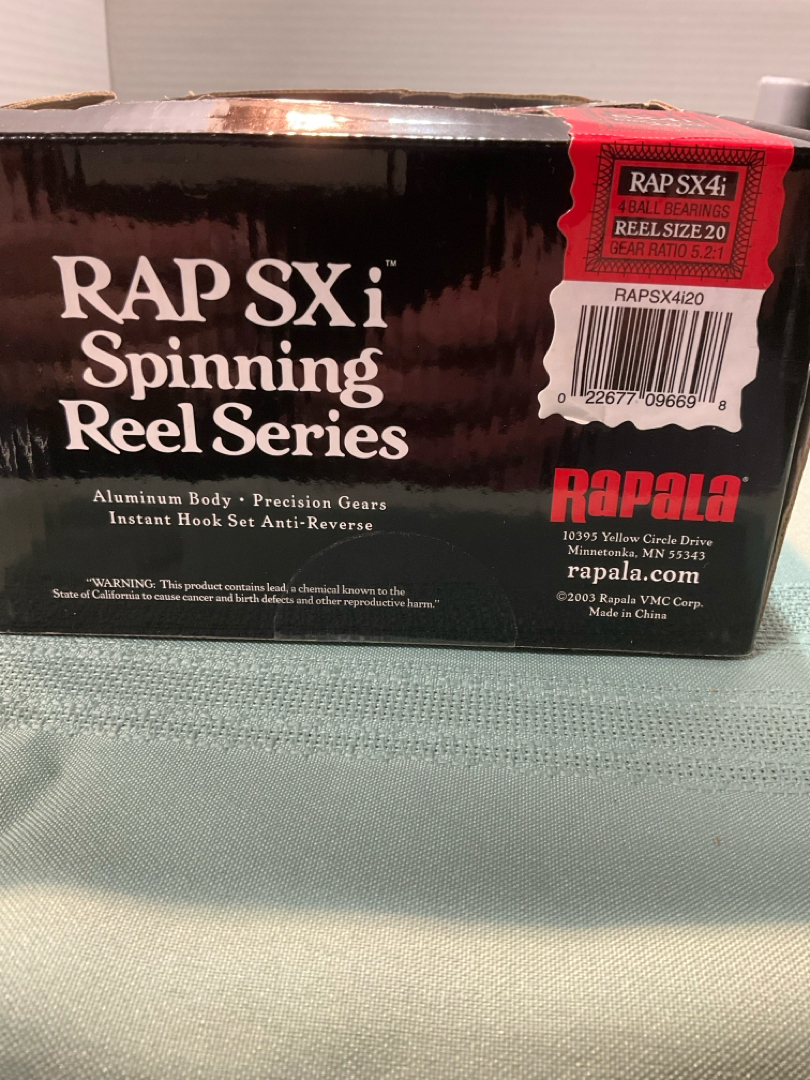 RAP SXi™
Spinning
Reel Series
Aluminum Body • Precision Gears
Instant Hook Set Anti-Reverse
"WARNING: This product contains lead, a chemical known to the
State of California to cause cancer and birth defects and other reproductive harm."
RAP SX4i
4 BALL BEARINGS
REEL SIZE 20
GEAR RATIO 5.2:1
RAPSX4i20
0 22677 09669 8
Rapala®
10395 Yellow Circle Drive
Minnetonka, MN 55343
rapala.com
©2003 Rapala VMC Corp.
Made in China